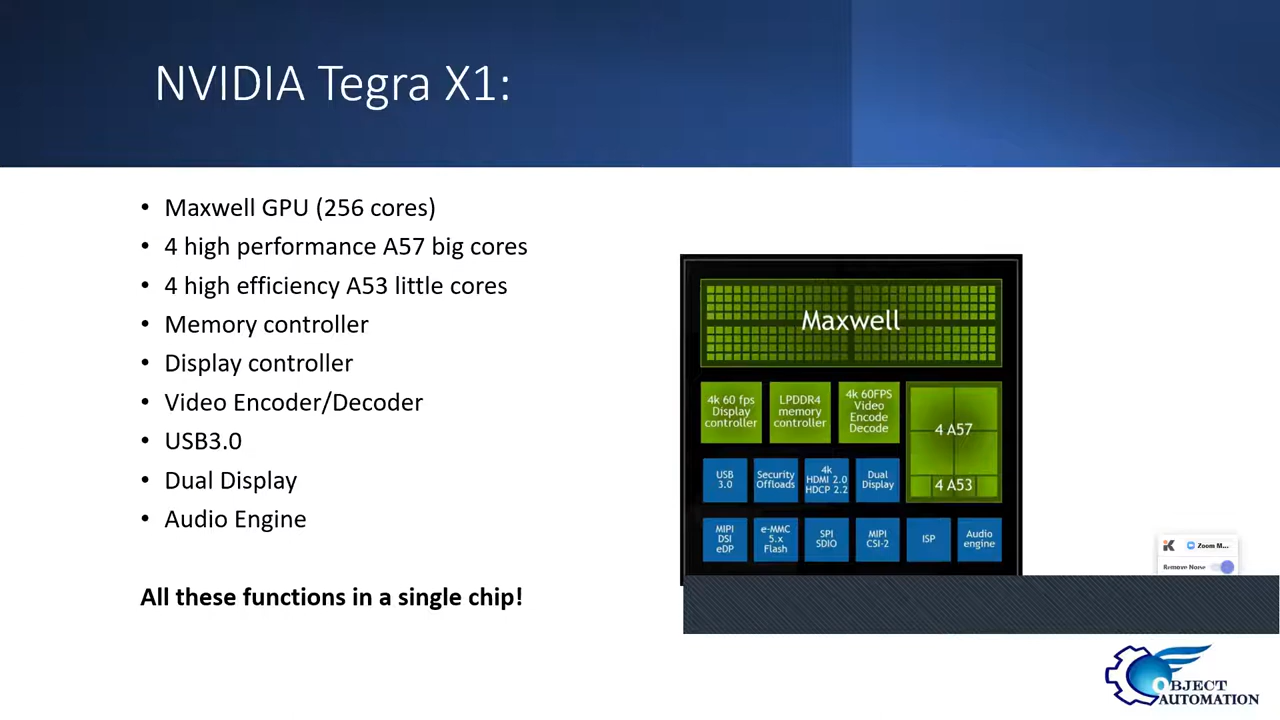 NVIDIA Tegra X1:
• Maxwell GPU (256 cores)
• 4 high performance A57 big cores
• 4 high efficiency A53 little cores
• Memory controller
• Display controller
• Video Encoder/Decoder
• USB3.0
• Dual Display
• Audio Engine
All these functions in a single chip!
Maxwell
4k 60 fps
Display
controller
LPDDR4
memory
controller
4k 60FPS
Video
Encode
Decode
4 A57
4 A53
USB
3.0
Security
Offloads
4k
HDMI 2.0
HDCP 2.2
Dual
Display
MIPI
DSI
eDP
e-MMC
5.x
Flash
SPI
SDIO
MIPI
CSI-2
ISP
Audio
engine
Zoom M...
Remove Noise
OBJECT
AUTOMATION